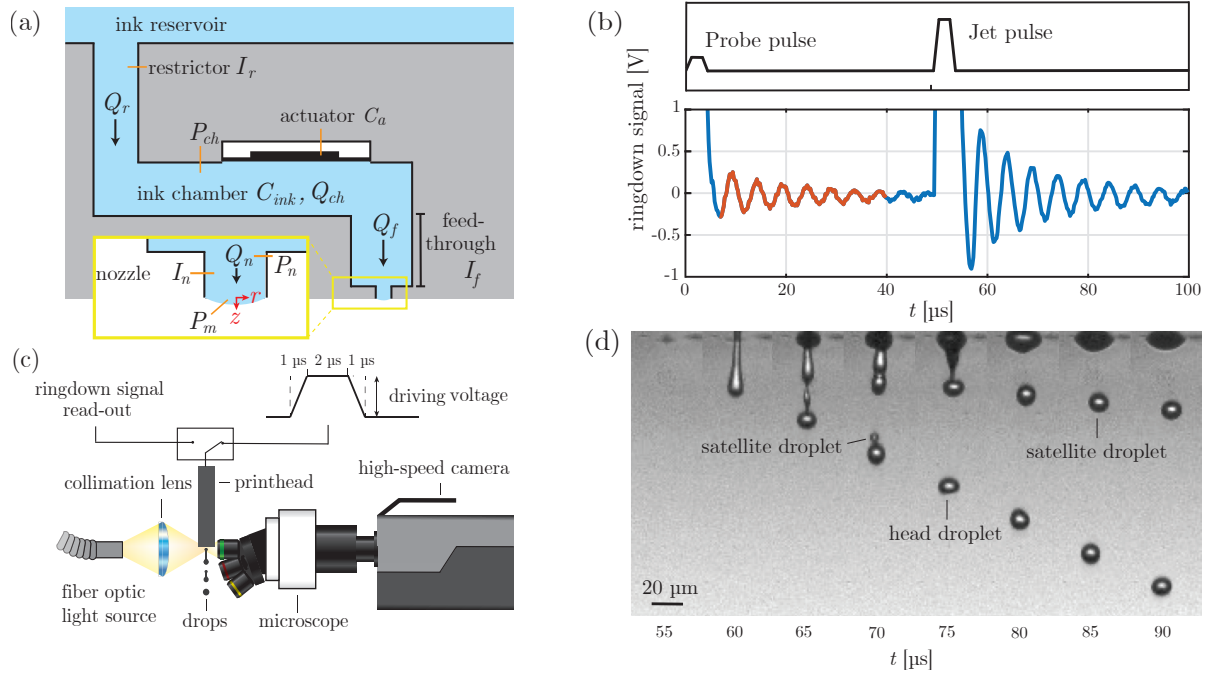 (a)
ink reservoir
restrictor I_r
Q_r
actuator C_a
P_ch
ink chamber C_ink, Q_ch
Q_f
feed-
through
I_f
nozzle
I_n
Q_n
P_n
r
z
P_m
(b)
Probe pulse
Jet pulse
ringdown signal [V]
1
0.5
0
-0.5
-1
0 20 40 60 80 100
t [µs]
(c)
1 µs 2 µs 1 µs
ringdown signal
read-out
driving voltage
high-speed camera
collimation lens
printhead
fiber optic
light source
drops
microscope
(d)
satellite droplet
satellite droplet
head droplet
20 µm
55 60 65 70 75 80 85 90
t [µs]